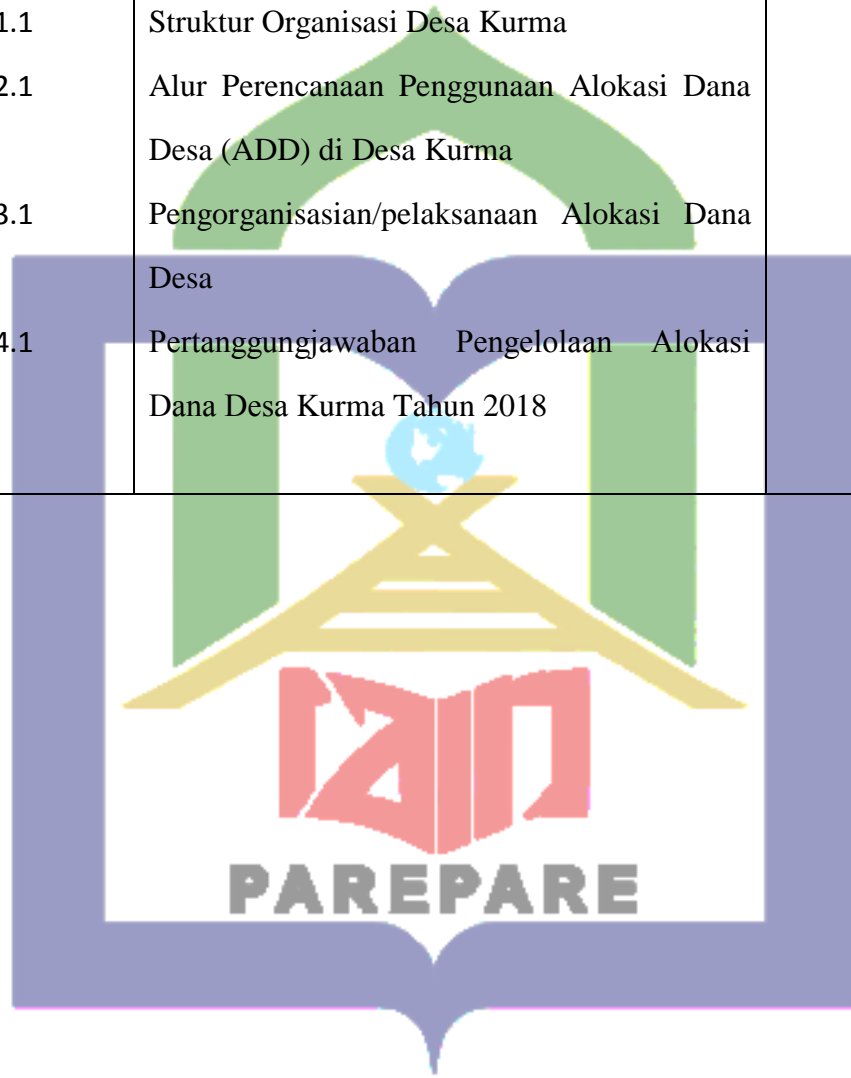 1.1 Struktur Organisasi Desa Kurma
2.1 Alur Perencanaan Penggunaan Alokasi Dana
Desa (ADD) di Desa Kurma
3.1 Pengorganisasian/pelaksanaan Alokasi Dana
Desa
4.1 Pertanggungjawaban Pengelolaan Alokasi
Dana Desa Kurma Tahun 2018
iain
PAREPARE